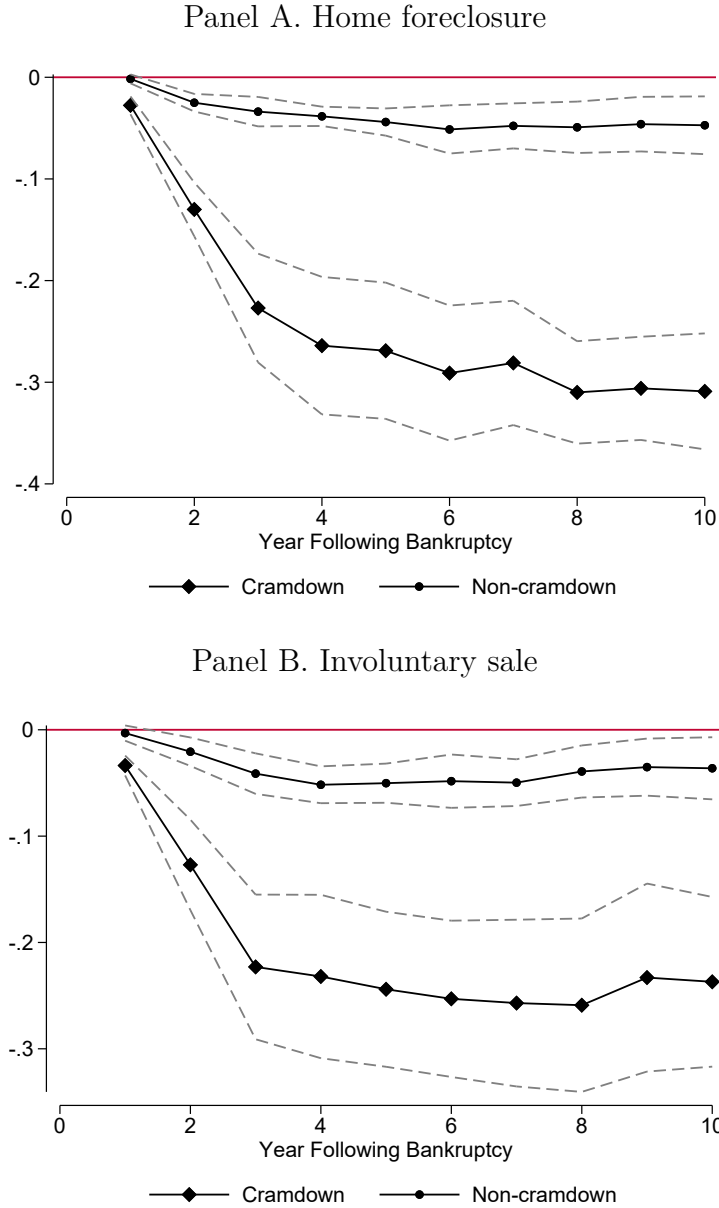 Panel A. Home foreclosure
0
-.1
-.2
-.3
-.4
0 2 4 6 8 10
Year Following Bankruptcy
Cramdown Non-cramdown
Panel B. Involuntary sale
0
-.1
-.2
-.3
0 2 4 6 8 10
Year Following Bankruptcy
Cramdown Non-cramdown